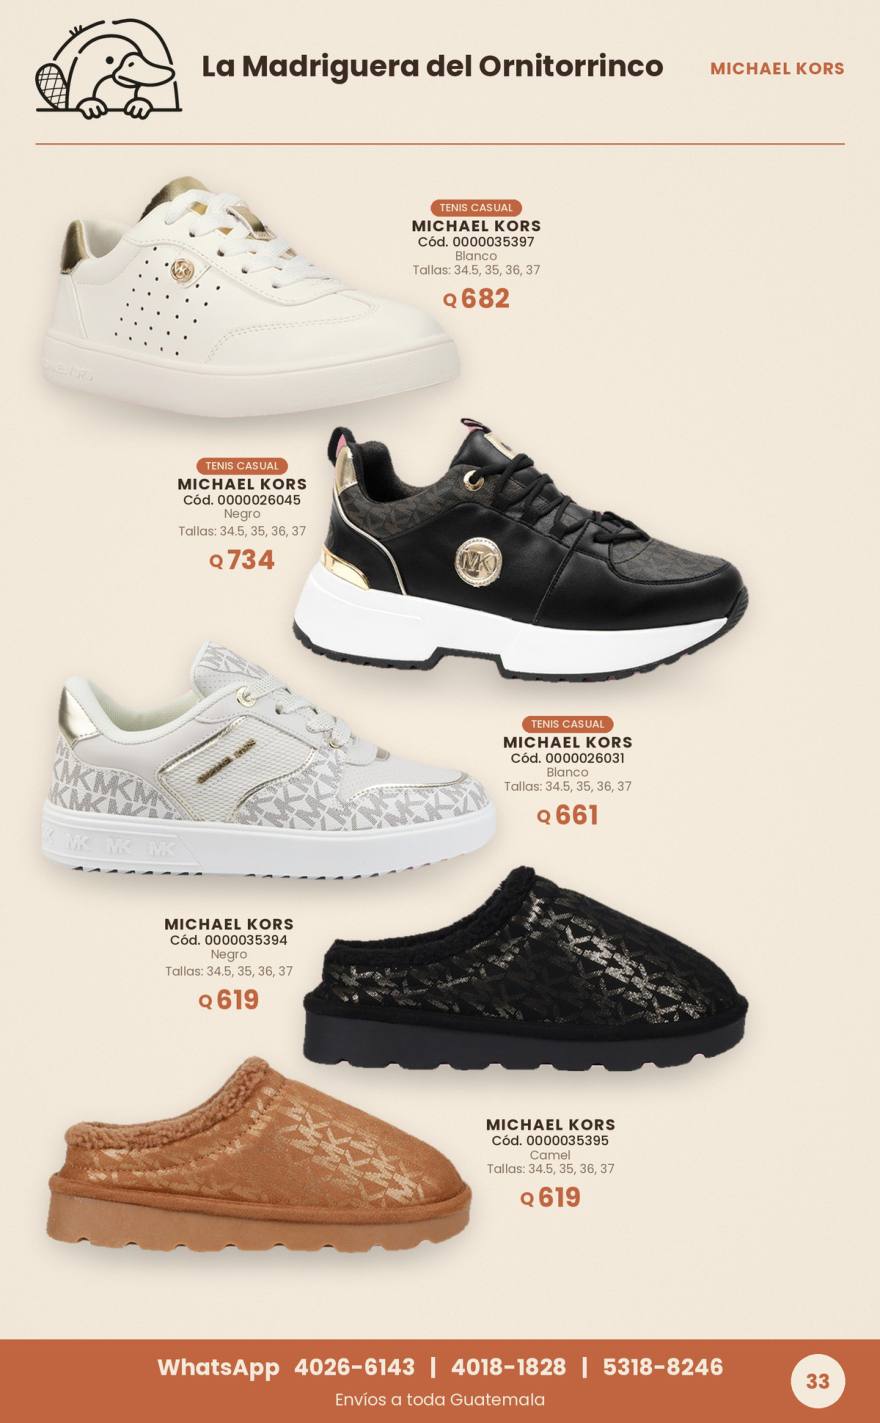 La Madriguera del Ornitorrinco
MICHAEL KORS
TENIS CASUAL
MICHAEL KORS
Cód. 0000035397
Blanco
Tallas: 34.5, 35, 36, 37
Q 682
TENIS CASUAL
MICHAEL KORS
Cód. 0000026045
Negro
Tallas: 34.5, 35, 36, 37
Q 734
MK
TENIS CASUAL
MICHAEL KORS
Cód. 0000026031
Blanco
Tallas: 34.5, 35, 36, 37
Q 661
MK MK MK
MICHAEL KORS
Cód. 0000035394
Negro
Tallas: 34.5, 35, 36, 37
Q 619
MICHAEL KORS
Cód. 0000035395
Camel
Tallas: 34.5, 35, 36, 37
Q 619
WhatsApp 4026-6143 | 4018-1828 | 5318-8246
Envíos a toda Guatemala
33